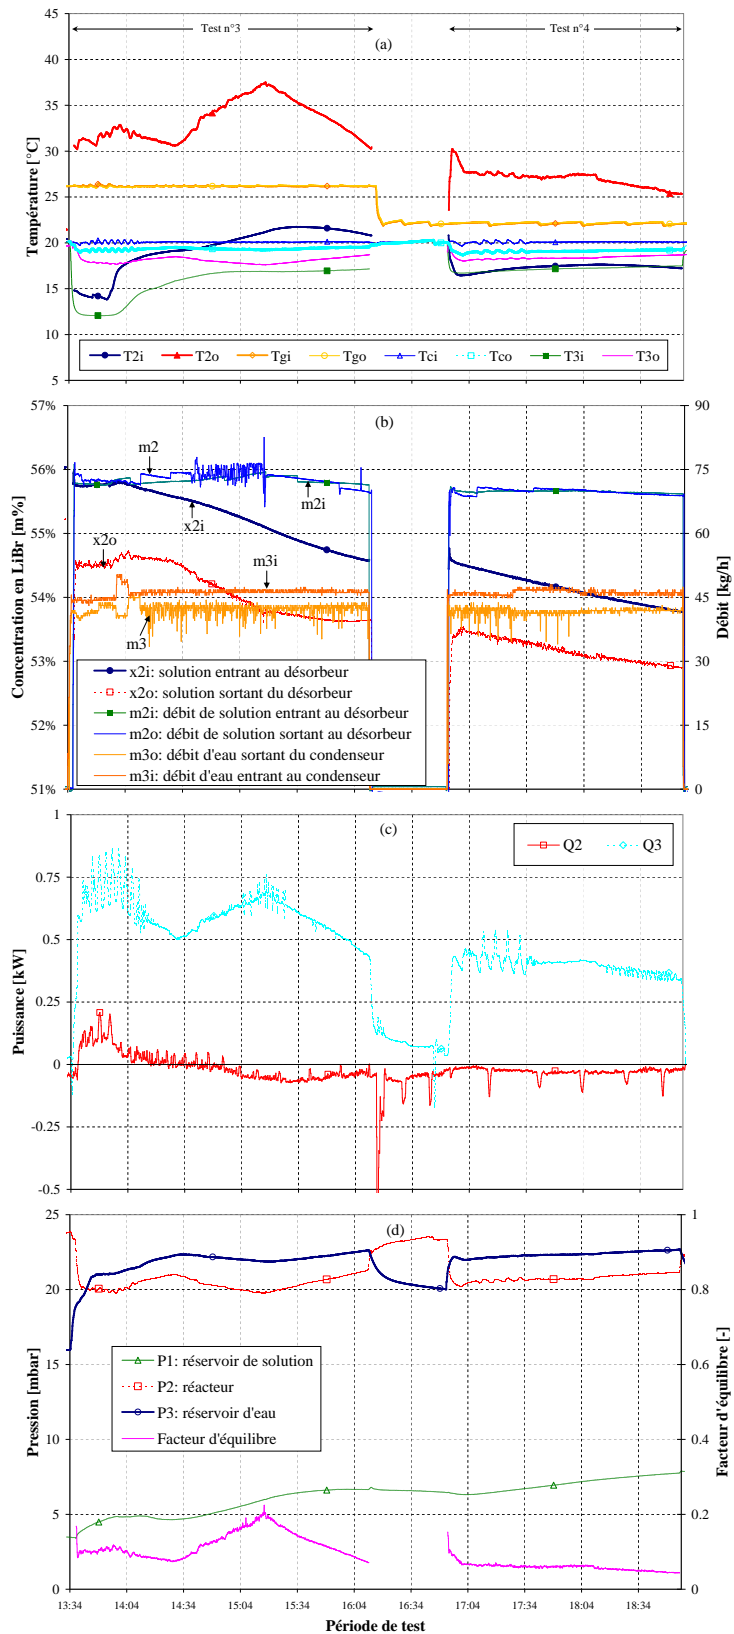 45
40
35
30
25
20
15
10
5
Température [°C]
Test n°3
(a)
Test n°4
T2i
T2o
Tgi
Tgo
Tci
Tco
T3i
T3o
57%
56%
55%
54%
53%
52%
51%
Concentration en LiBr [m%]
90
75
60
45
30
15
0
Débit [kg/h]
(b)
m2
m2i
x2i
x2o
m3i
m3
x2i: solution entrant au désorbeur
x2o: solution sortant du désorbeur
m2i: débit de solution entrant au désorbeur
m2o: débit de solution sortant au désorbeur
m3o: débit d'eau sortant du condenseur
m3i: débit d'eau entrant au condenseur
1
0.75
0.5
0.25
0
-0.25
-0.5
Puissance [kW]
(c)
Q2
Q3
25
20
15
10
5
0
Pression [mbar]
1
0.8
0.6
0.4
0.2
0
Facteur d'équilibre [-]
(d)
P1: réservoir de solution
P2: réacteur
P3: réservoir d'eau
Facteur d'équilibre
13:34
14:04
14:34
15:04
15:34
16:04
16:34
17:04
17:34
18:04
18:34
Période de test